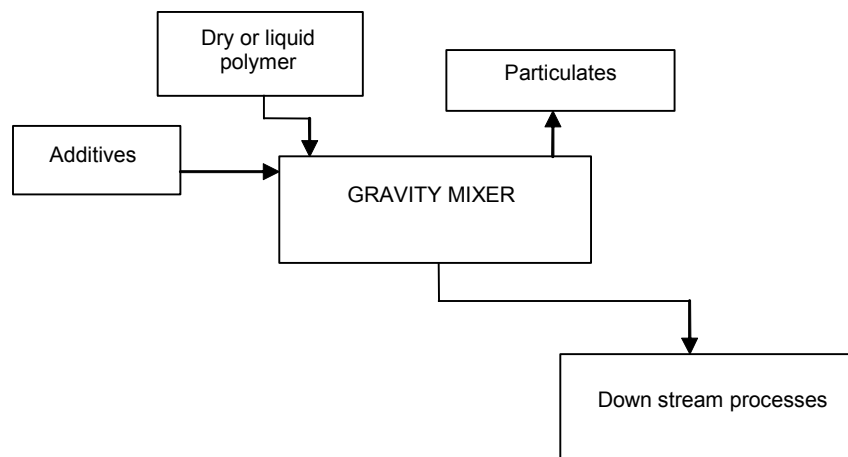 Dry or liquid
polymer
Particulates
Additives
GRAVITY MIXER
Down stream processes